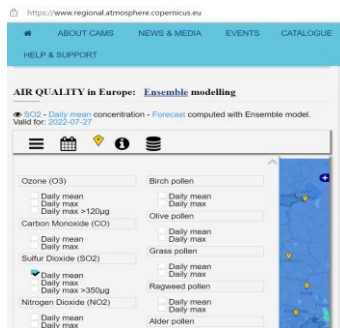 https://www.regional.atmosphere.copernicus.eu
ABOUT CAMS NEWS & MEDIA EVENTS CATALOGUE
HELP & SUPPORT
AIR QUALITY in Europe: Ensemble modelling
SO2 - Daily mean concentration - Forecast computed with Ensemble model.
Valid for: 2022-07-27
Ozone (O3)
Daily mean
Daily max
Daily max >120µg
Carbon Monoxide (CO)
Daily mean
Daily max
Sulfur Dioxide (SO2)
Daily mean
Daily max
Daily max >350µg
Nitrogen Dioxide (NO2)
Daily mean
Daily max
Birch pollen
Daily mean
Daily max
Olive pollen
Daily mean
Daily max
Grass pollen
Daily mean
Daily max
Ragweed pollen
Daily mean
Daily max
Alder pollen